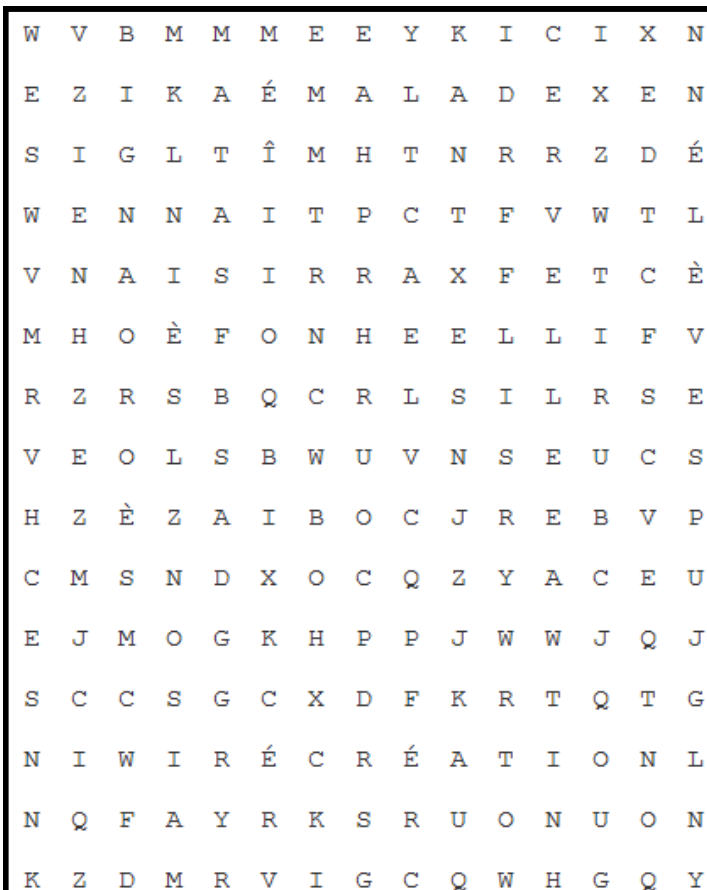 W V B M M M E E Y K I C I X N
E Z I K A É M A L A D E X E N
S I G L T Î M H T N R R Z D É
W E N N A I T P C T F V W T L
V N A I S I R R A X F E T C È
M H O È F O N H E E L L I F V
R Z R S B Q C R L S I L R S E
V E O L S B W U V N S E U C S
H Z È Z A I B O C J R E B V P
C M S N D X O C Q Z Y A C E U
E J M O G K H P P J W W J Q J
S C C S G C X D F K R T Q T G
N I W I R É C R É A T I O N L
N Q F A Y R K S R U O N U O N
K Z D M R V I G C Q W H G Q Y